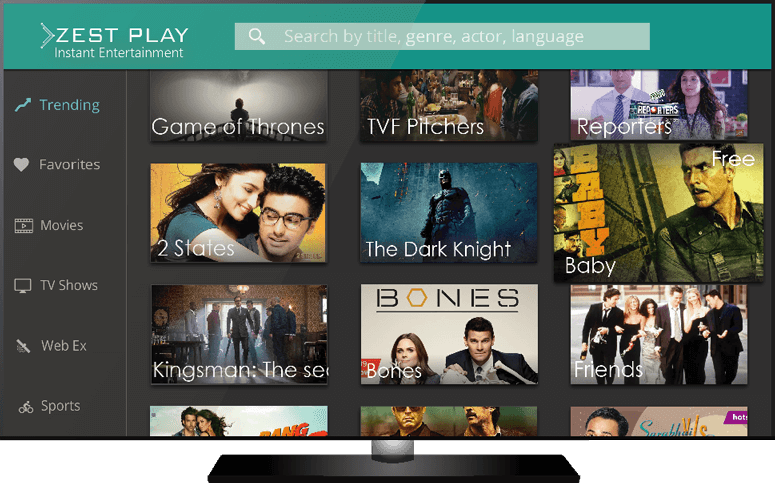 ZEST PLAY
Instant Entertainment
Search by title, genre, actor, language
Trending
Favorites
Movies
TV Shows
Web Ex
Sports
Game of Thrones
TVF Pitchers
REPORTERS
Reporters
2 States
The Dark Knight
Free
BABY
Baby
Kingsman: The se
BONES
Bones
Friends
BANG
hots
Sarabhai